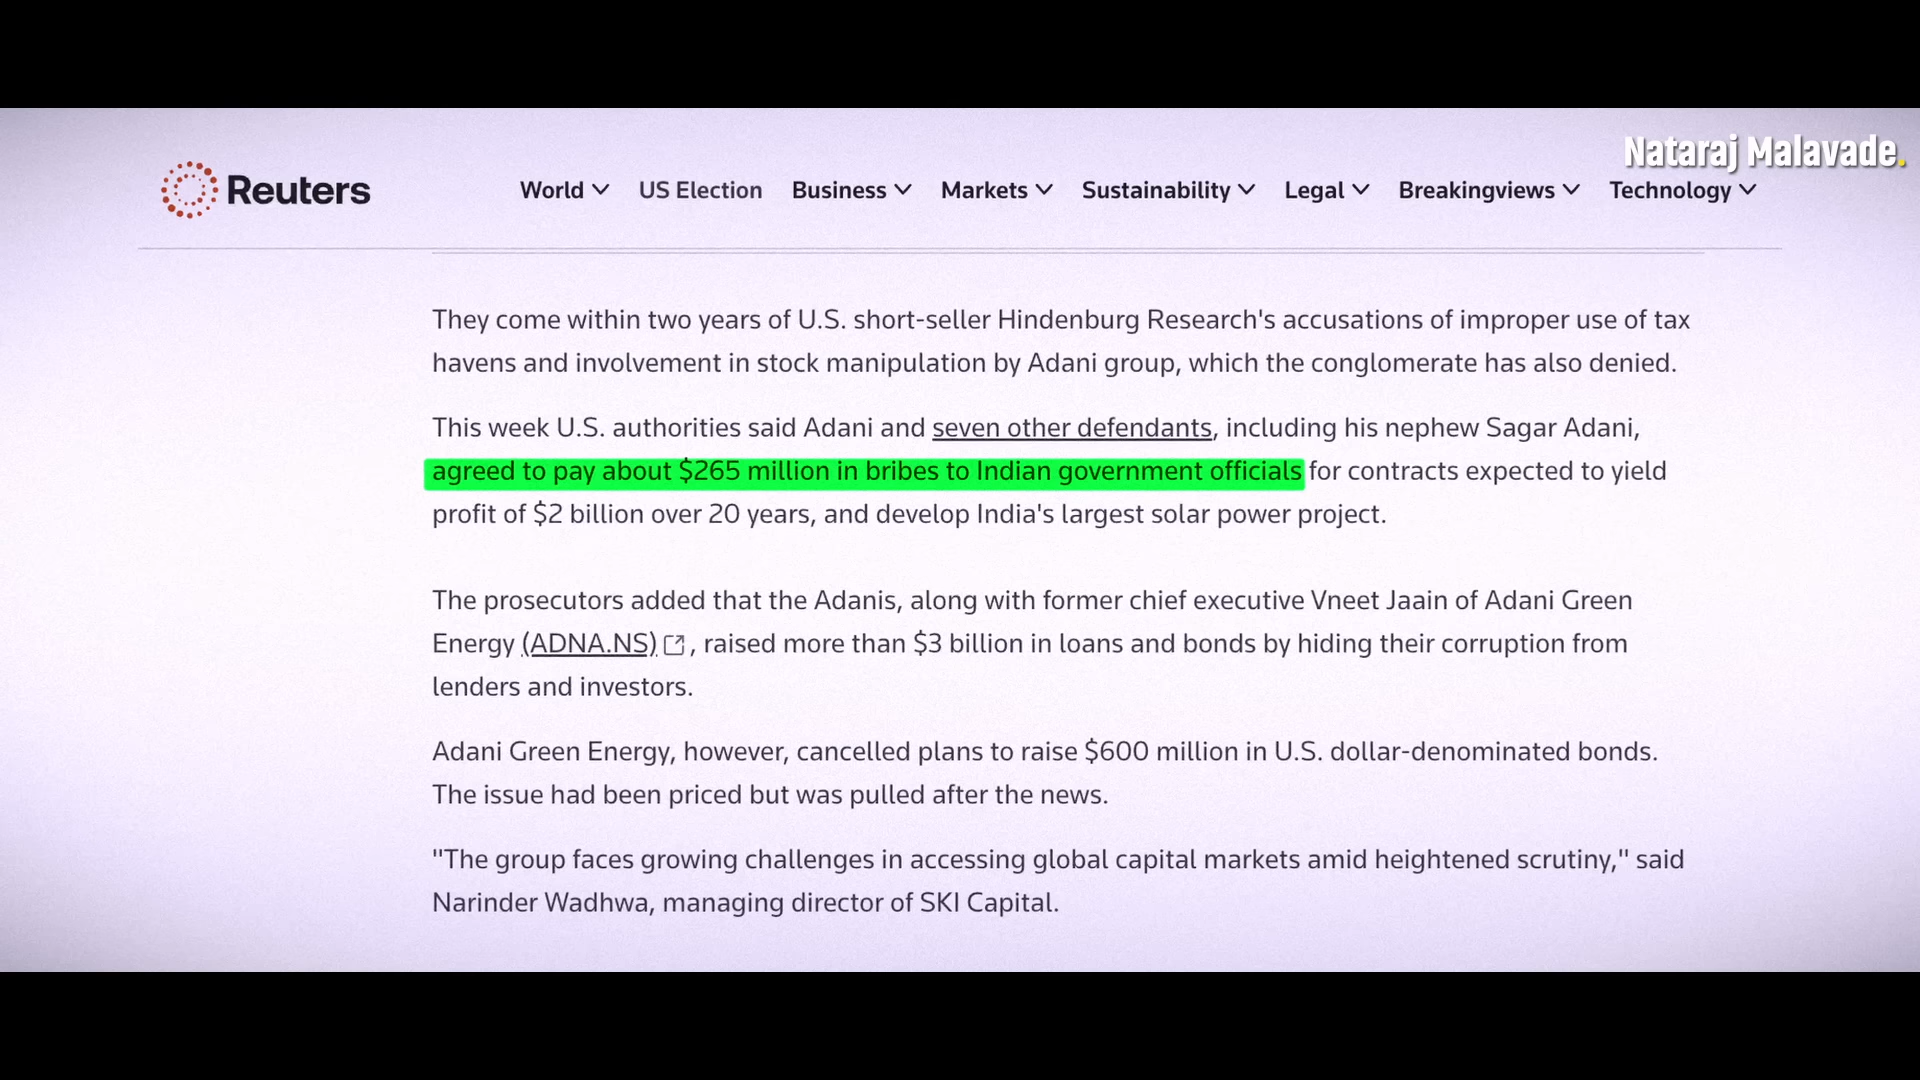 Nataraj Malavade.
Reuters
World US Election Business Markets Sustainability Legal Breakingviews Technology
They come within two years of U.S. short-seller Hindenburg Research's accusations of improper use of tax
havens and involvement in stock manipulation by Adani group, which the conglomerate has also denied.
This week U.S. authorities said Adani and seven other defendants, including his nephew Sagar Adani,
agreed to pay about $265 million in bribes to Indian government officials for contracts expected to yield
profit of $2 billion over 20 years, and develop India's largest solar power project.
The prosecutors added that the Adanis, along with former chief executive Vneet Jaain of Adani Green
Energy (ADNA.NS) , raised more than $3 billion in loans and bonds by hiding their corruption from
lenders and investors.
Adani Green Energy, however, cancelled plans to raise $600 million in U.S. dollar-denominated bonds.
The issue had been priced but was pulled after the news.
"The group faces growing challenges in accessing global capital markets amid heightened scrutiny," said
Narinder Wadhwa, managing director of SKI Capital.